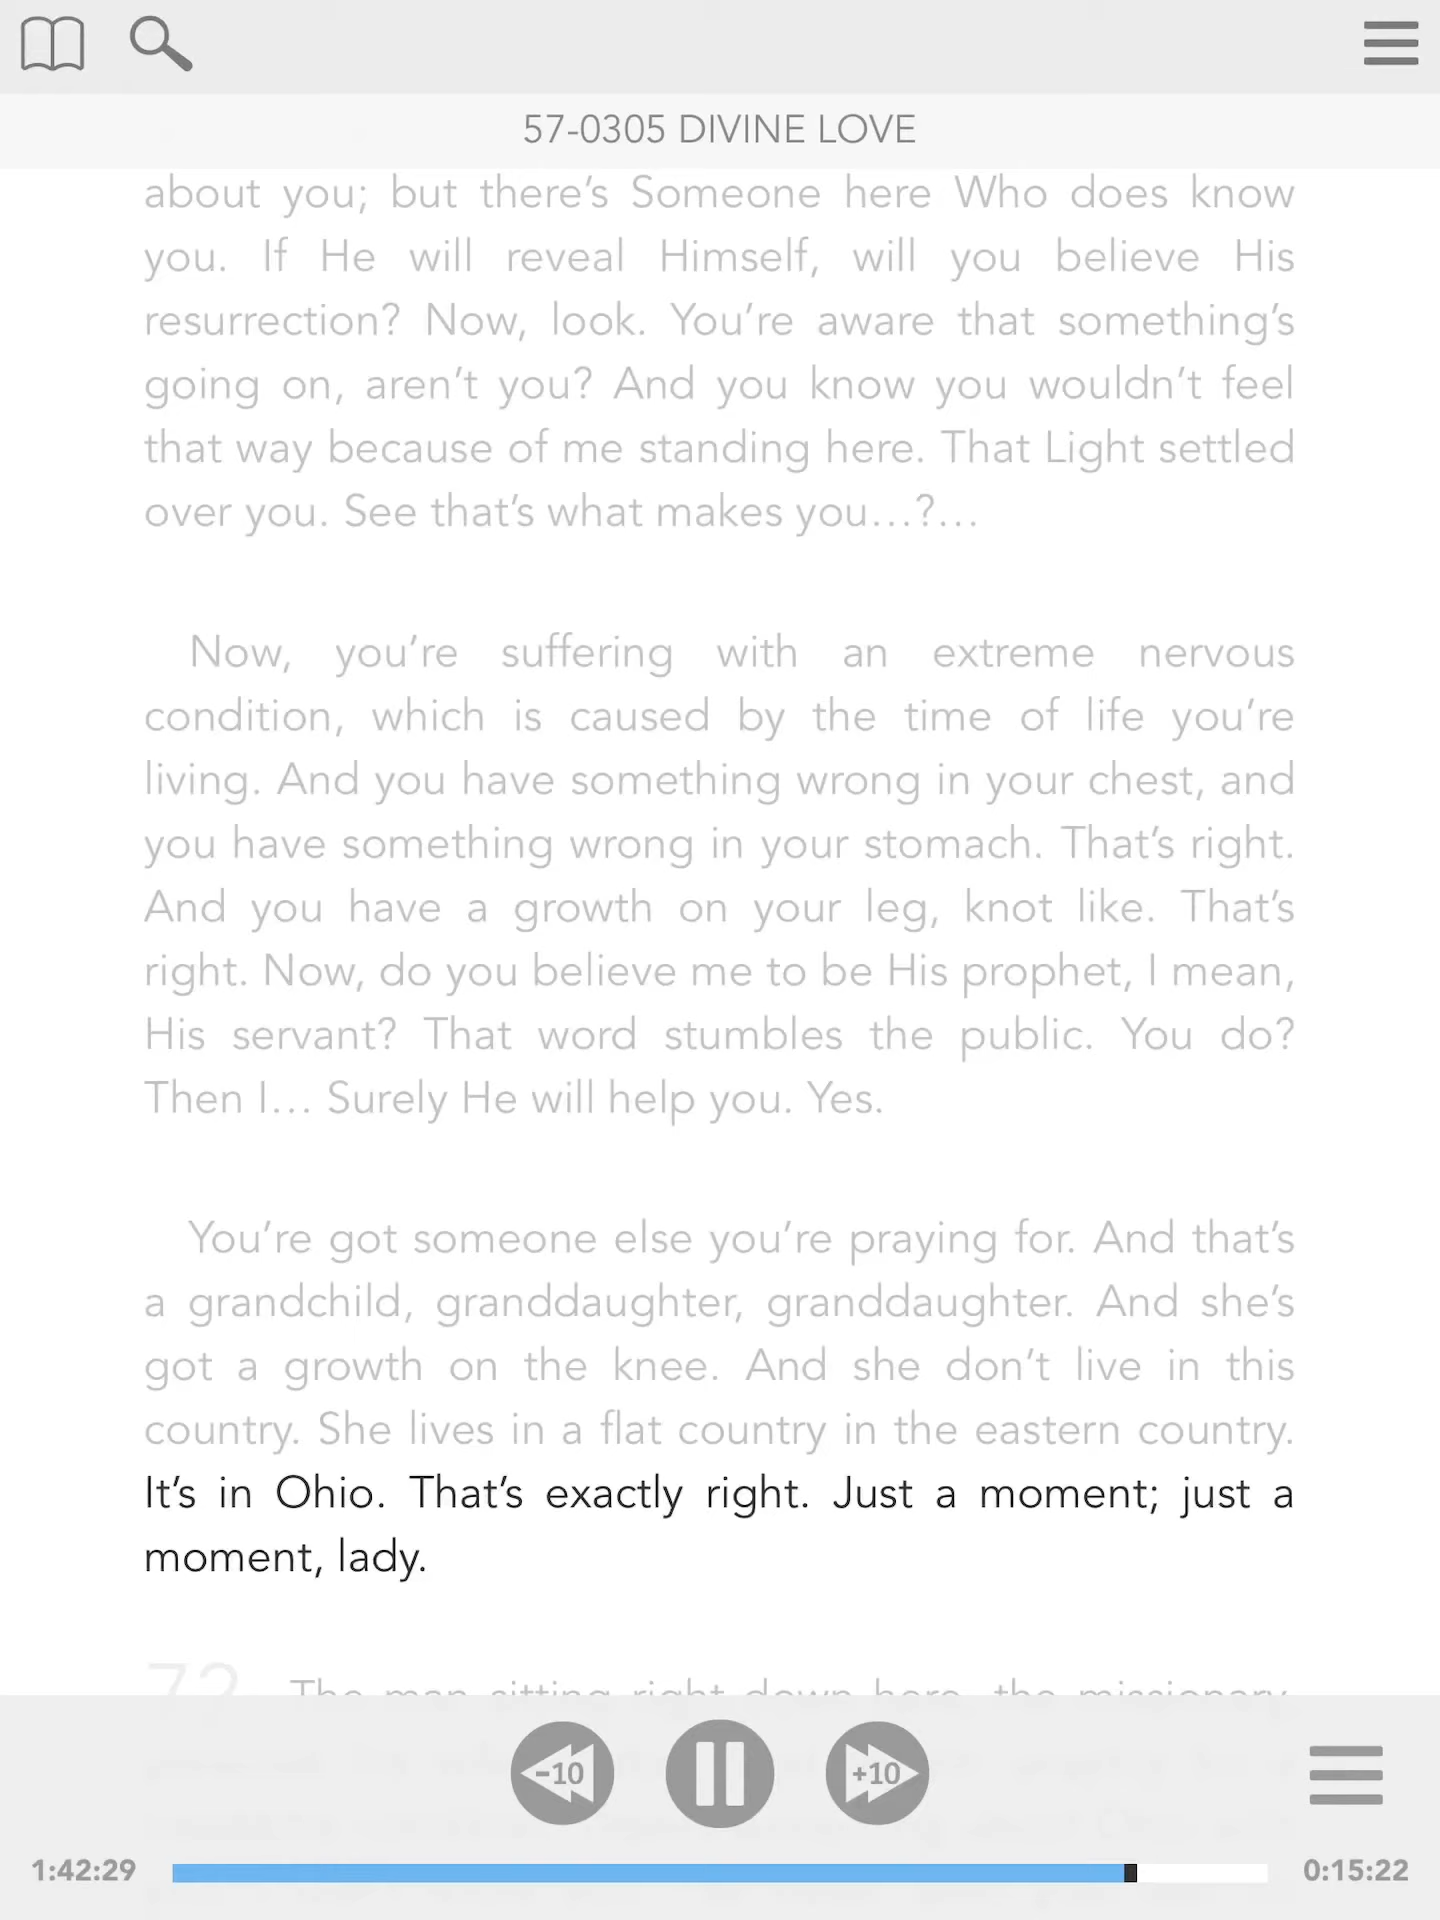 57-0305 DIVINE LOVE
about you; but there's Someone here Who does know
you. If He will reveal Himself, will you believe His
resurrection? Now, look. You're aware that something's
going on, aren't you? And you know you wouldn't feel
that way because of me standing here. That Light settled
over you. See that's what makes you...?...
Now, you're suffering with an extreme nervous
condition, which is caused by the time of life you're
living. And you have something wrong in your chest, and
you have something wrong in your stomach. That's right.
And you have a growth on your leg, knot like. That's
right. Now, do you believe me to be His prophet, I mean,
His servant? That word stumbles the public. You do?
Then I... Surely He will help you. Yes.
You're got someone else you're praying for. And that's
a grandchild, granddaughter, granddaughter. And she's
got a growth on the knee. And she don't live in this
country. She lives in a flat country in the eastern country.
It's in Ohio. That's exactly right. Just a moment; just a
moment, lady.
72 The man sitting right down here, the missionary,
-10 +10
1:42:29 0:15:22